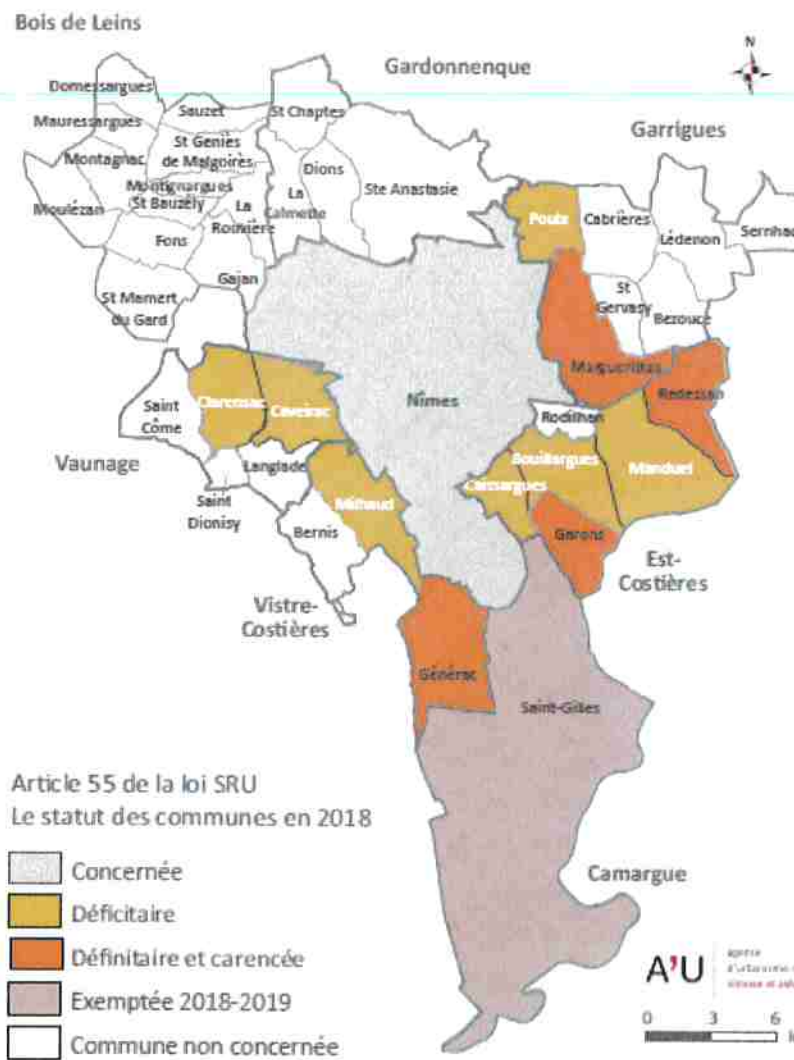 Bois de Leins
Gardonnenque
N
Domessargues
Mauressargues
Sauzet
St Chaptes
Garrigues
Montagnac
St Geniès
de Malgoirès
Dions
Montignargues
St Bauzély
La
Calmette
Ste Anastasie
Moulézan
La
Rouvière
Poulx
Cabrières
Lédenon
Sernhac
Fons
Gajan
St Mamert
du Gard
St
Gervasy
Bezouce
Marguerittes
Redessan
Clarensac
Caveirac
Nîmes
Saint
Côme
Rodilhan
Bouillargues
Manduel
Caissargues
Vaunage
Langlade
Saint
Dionisy
Milhaud
Bernis
Garons
Est-
Costières
Vistre-
Costières
Générac
Saint-Gilles
Article 55 de la loi SRU
Le statut des communes en 2018
Concernée
Déficitaire
Définitaire et carencée
Exemptée 2018-2019
Commune non concernée
Camargue
A'U
agence
d'urbanisme
0 3 6